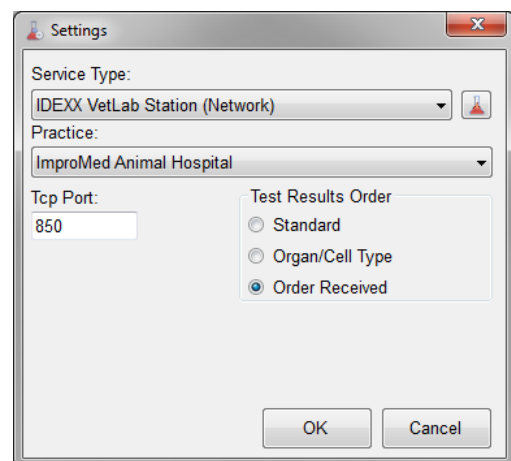 Settings
Service Type:
IDEXX VetLab Station (Network)
Practice:
ImproMed Animal Hospital
Tcp Port:
850
Test Results Order
Standard
Organ/Cell Type
Order Received
OK
Cancel